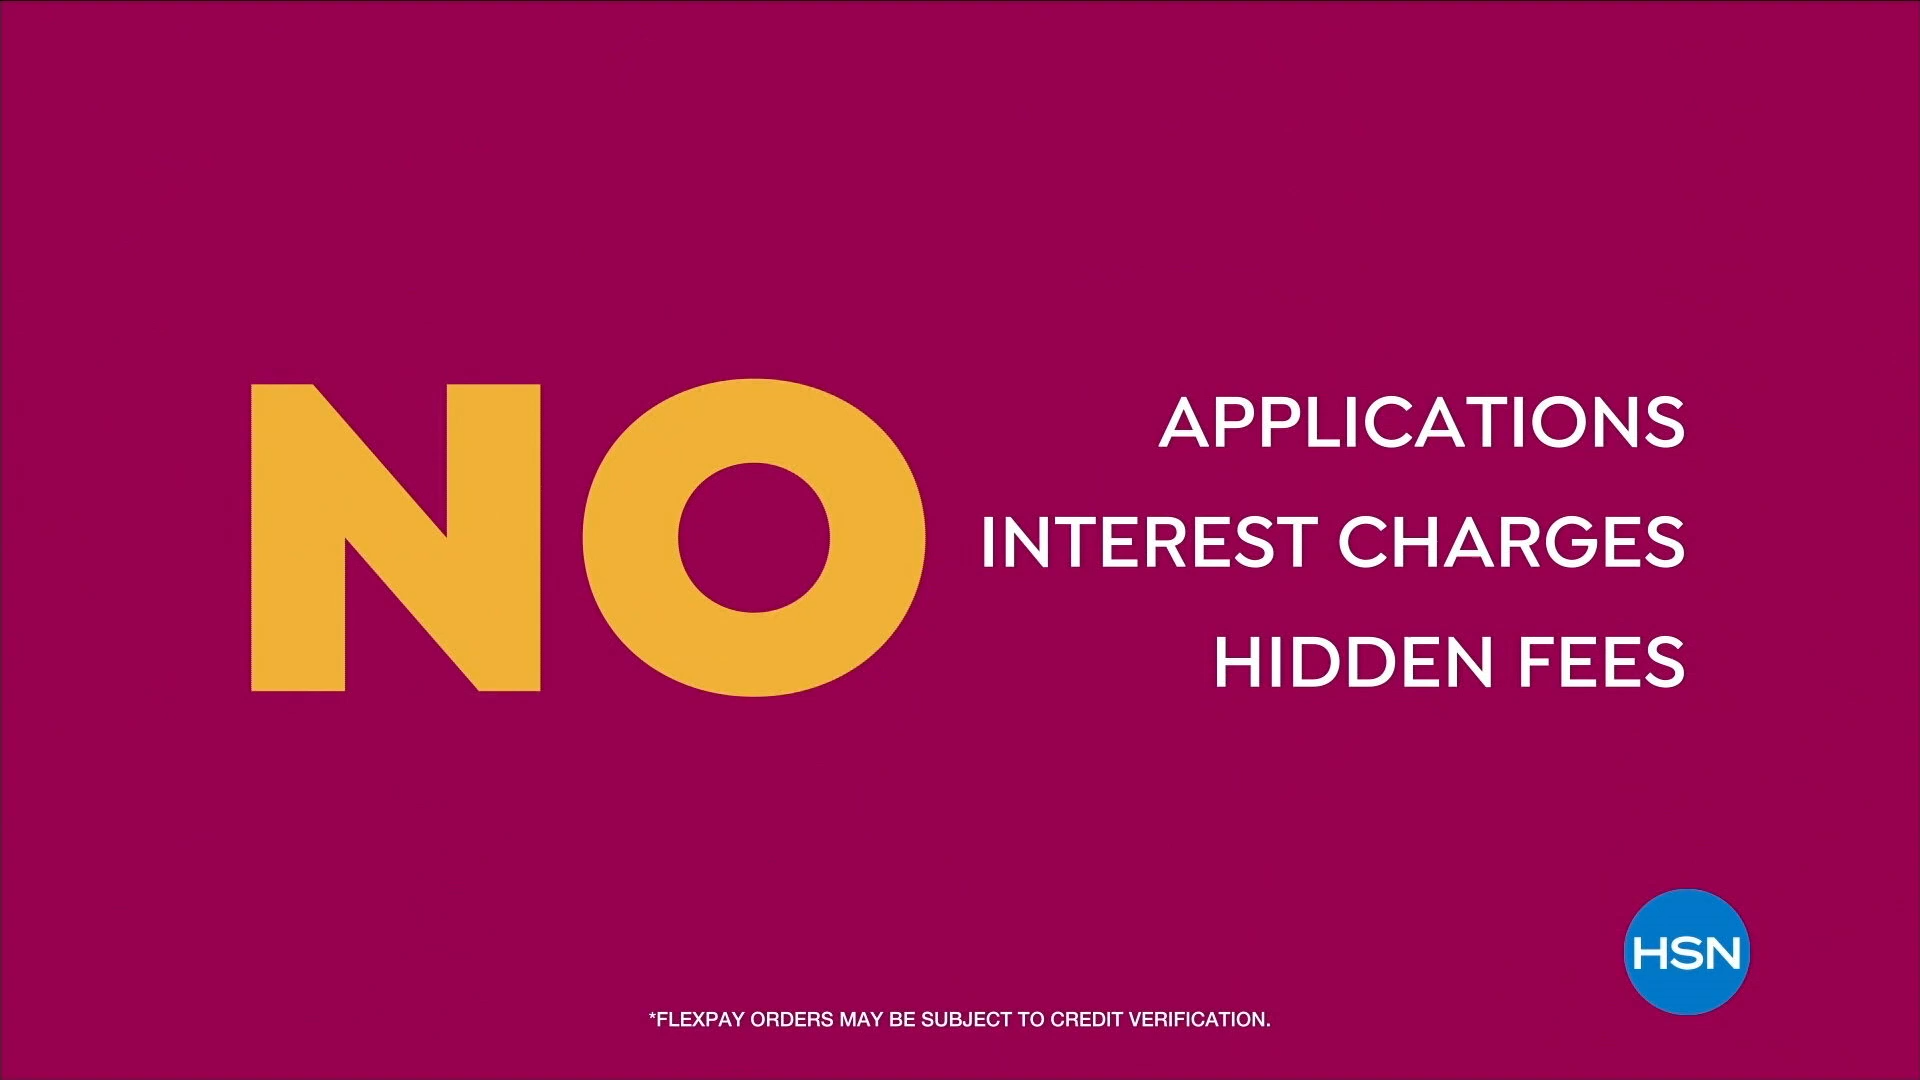 NO
APPLICATIONS
INTEREST CHARGES
HIDDEN FEES
HSN
*FLEXPAY ORDERS MAY BE SUBJECT TO CREDIT VERIFICATION.